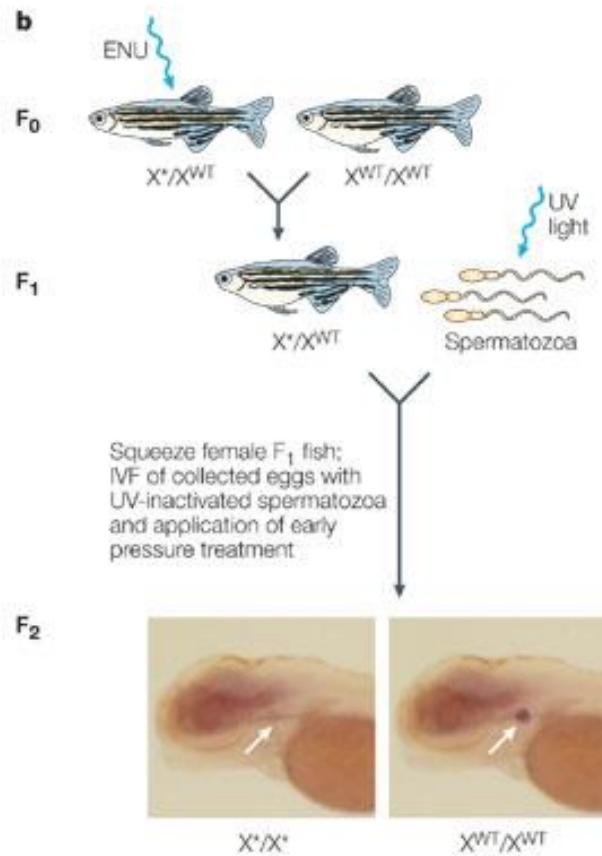 b
ENU
F₀
X*/Xᵂᵀ
Xᵂᵀ/Xᵂᵀ
UV
light
F₁
X*/Xᵂᵀ
Spermatozoa
Squeeze female F₁ fish;
IVF of collected eggs with
UV-inactivated spermatozoa
and application of early
pressure treatment
F₂
X*/X*
Xᵂᵀ/Xᵂᵀ